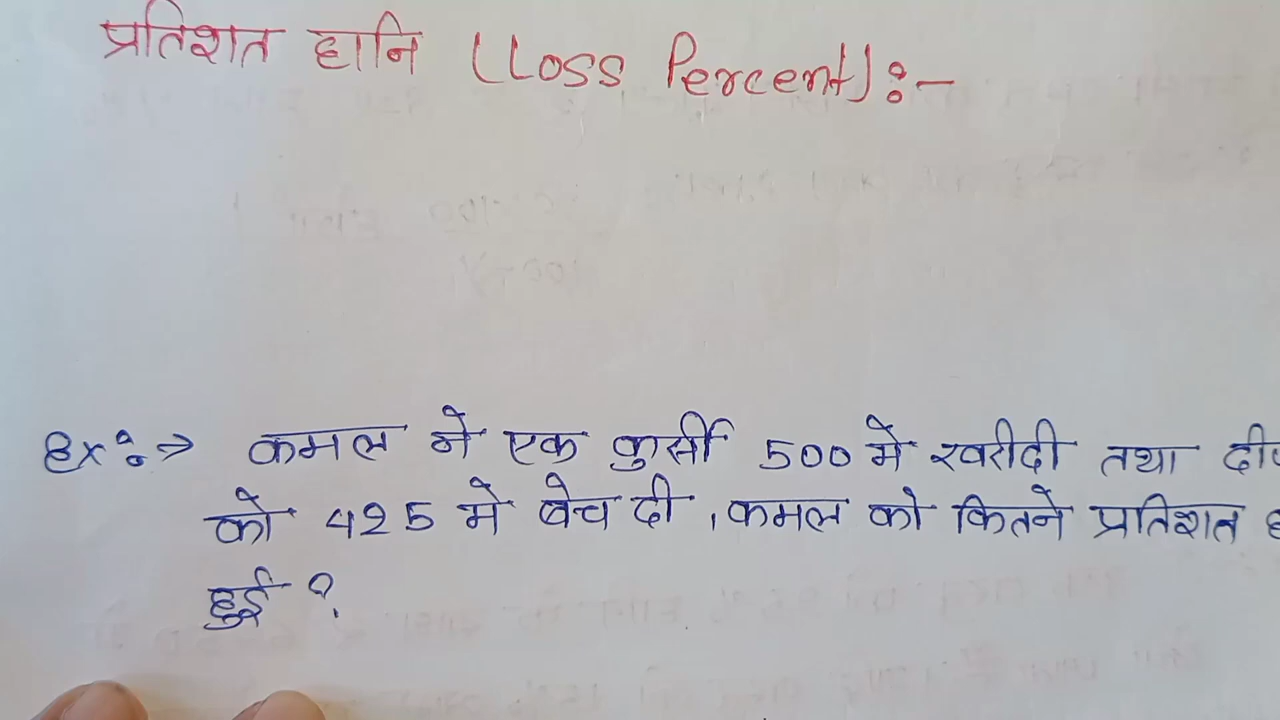 प्रतिशत हानि (Loss Percent):-
Ex:⇒ कमल ने एक कुर्सी 500 मे खरीदी तथा
को 425 मे बेच दी, कमल को कितने प्रतिशत
हुई ?